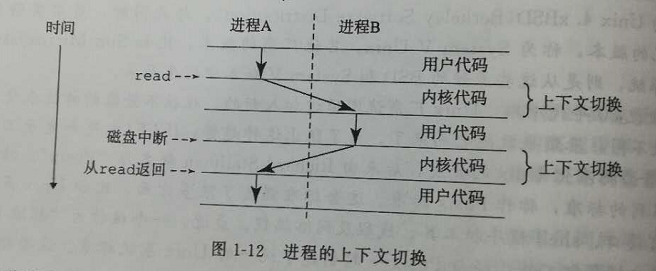 时间
进程A 进程B
用户代码
read
内核代码
上下文切换
用户代码
磁盘中断
内核代码
上下文切换
从read返回
用户代码
图 1-12 进程的上下文切换